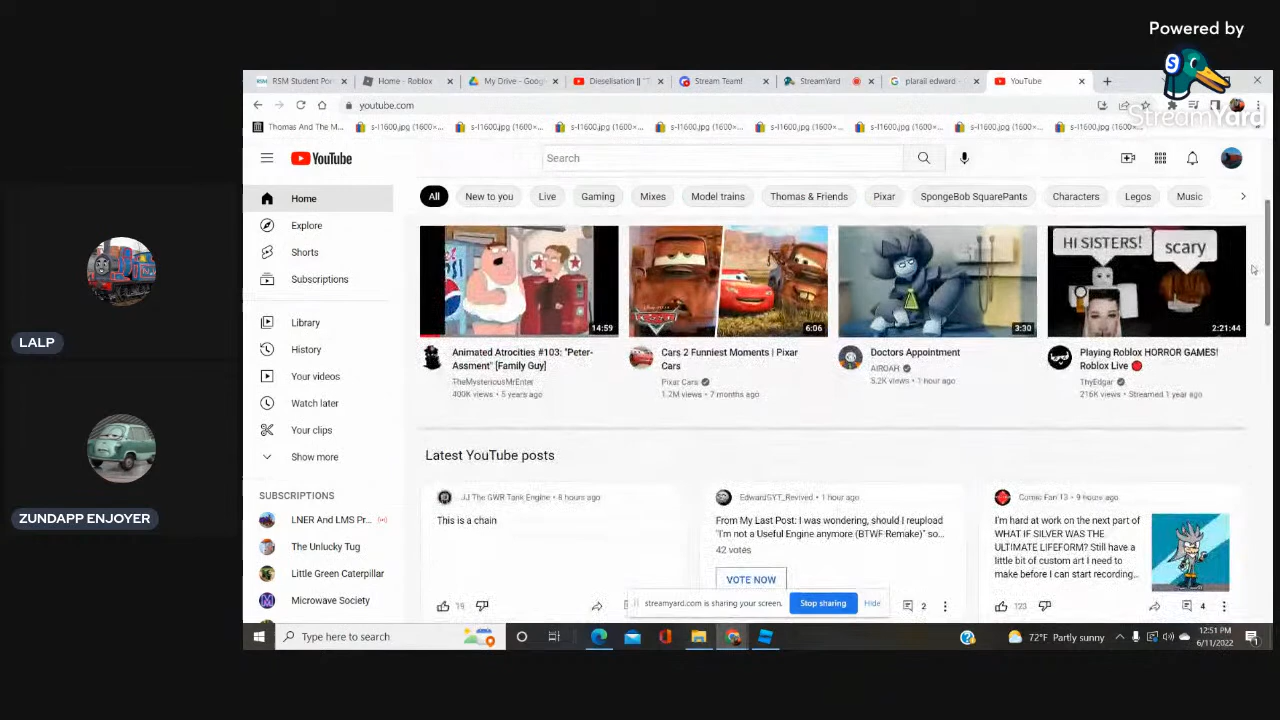 Powered by
StreamYard
RSM Student Por
Home - Roblox
My Drive - Goog
Dieselisation || "T
Stream Team!
StreamYard
plarail edward -
YouTube
youtube.com
Thomas And The M...
s-l1600.jpg (1600×...
s-l1600.jpg (1600×...
s-l1600.jpg (1600×...
s-l1600.jpg (1600×...
s-l1600.jpg (1600×...
s-l1600.jpg (1600×...
s-l1600.jpg (1600×...
s-l1600.jpg (1600×...
YouTube
Search
Home
Explore
Shorts
Subscriptions
Library
History
Your videos
Watch later
Your clips
Show more
SUBSCRIPTIONS
LNER And LMS Pr...
The Unlucky Tug
Little Green Caterpillar
Microwave Society
All
New to you
Live
Gaming
Mixes
Model trains
Thomas & Friends
Pixar
SpongeBob SquarePants
Characters
Legos
Music
14:59
Animated Atrocities #103: "Peter-
Assment" [Family Guy]
TheMysteriousMrEnter
400K views • 5 years ago
Cars
6:06
Cars 2 Funniest Moments | Pixar
Cars
Pixar Cars
1.2M views • 7 months ago
3:30
Doctors Appointment
AIROAH
5.2K views • 1 hour ago
HI SISTERS!
scary
2:21:44
Playing Roblox HORROR GAMES!
Roblox Live
ThyEdgar
216K views • Streamed 1 year ago
Latest YouTube posts
JJ The GWR Tank Engine • 8 hours ago
This is a chain
19
EdwardGYT_Revived • 1 hour ago
From My Last Post: I was wondering, should I reupload
"I'm not a Useful Engine anymore (BTWF Remake)" so...
42 votes
VOTE NOW
2
Comic Fan 13 • 9 hours ago
I'm hard at work on the next part of
WHAT IF SILVER WAS THE
ULTIMATE LIFEFORM? Still have a
little bit of custom art I need to
make before I can start recording...
123
4
streamyard.com is sharing your screen.
Stop sharing
Hide
Type here to search
72°F Partly sunny
12:51 PM
6/11/2022
1
LALP
ZUNDAPP ENJOYER